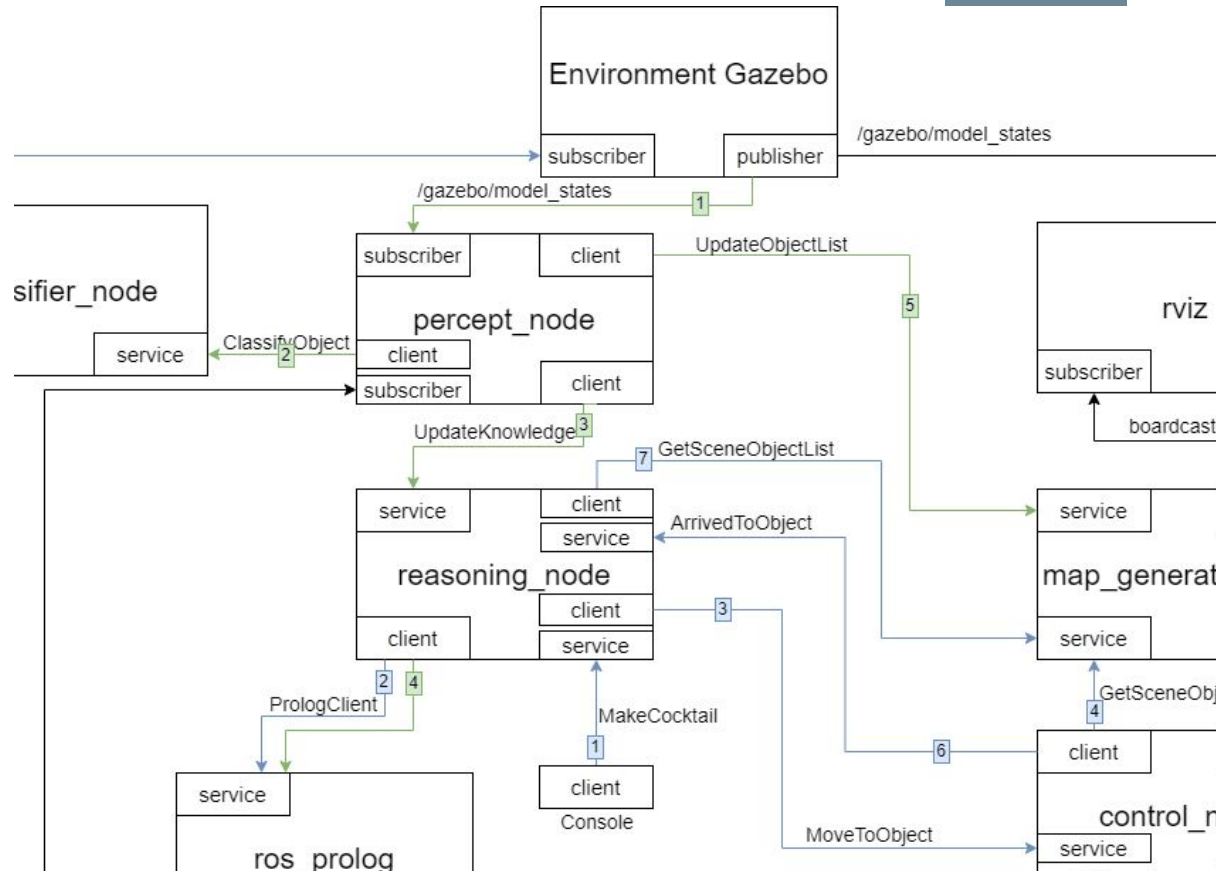 Environment Gazebo
/gazebo/model_states
subscriber
publisher
/gazebo/model_states
1
subscriber
client
UpdateObjectList
sifier_node
5
rviz
percept_node
ClassifyObject
2
service
client
subscriber
client
subscriber
3
UpdateKnowledge
boardcast
7
GetSceneObjectList
service
client
service
ArrivedToObject
service
reasoning_node
map_generat
client
3
client
service
service
2
4
PrologClient
MakeCocktail
4
GetSceneObj
1
6
client
service
client
Console
control_n
MoveToObject
service
ros_prolog